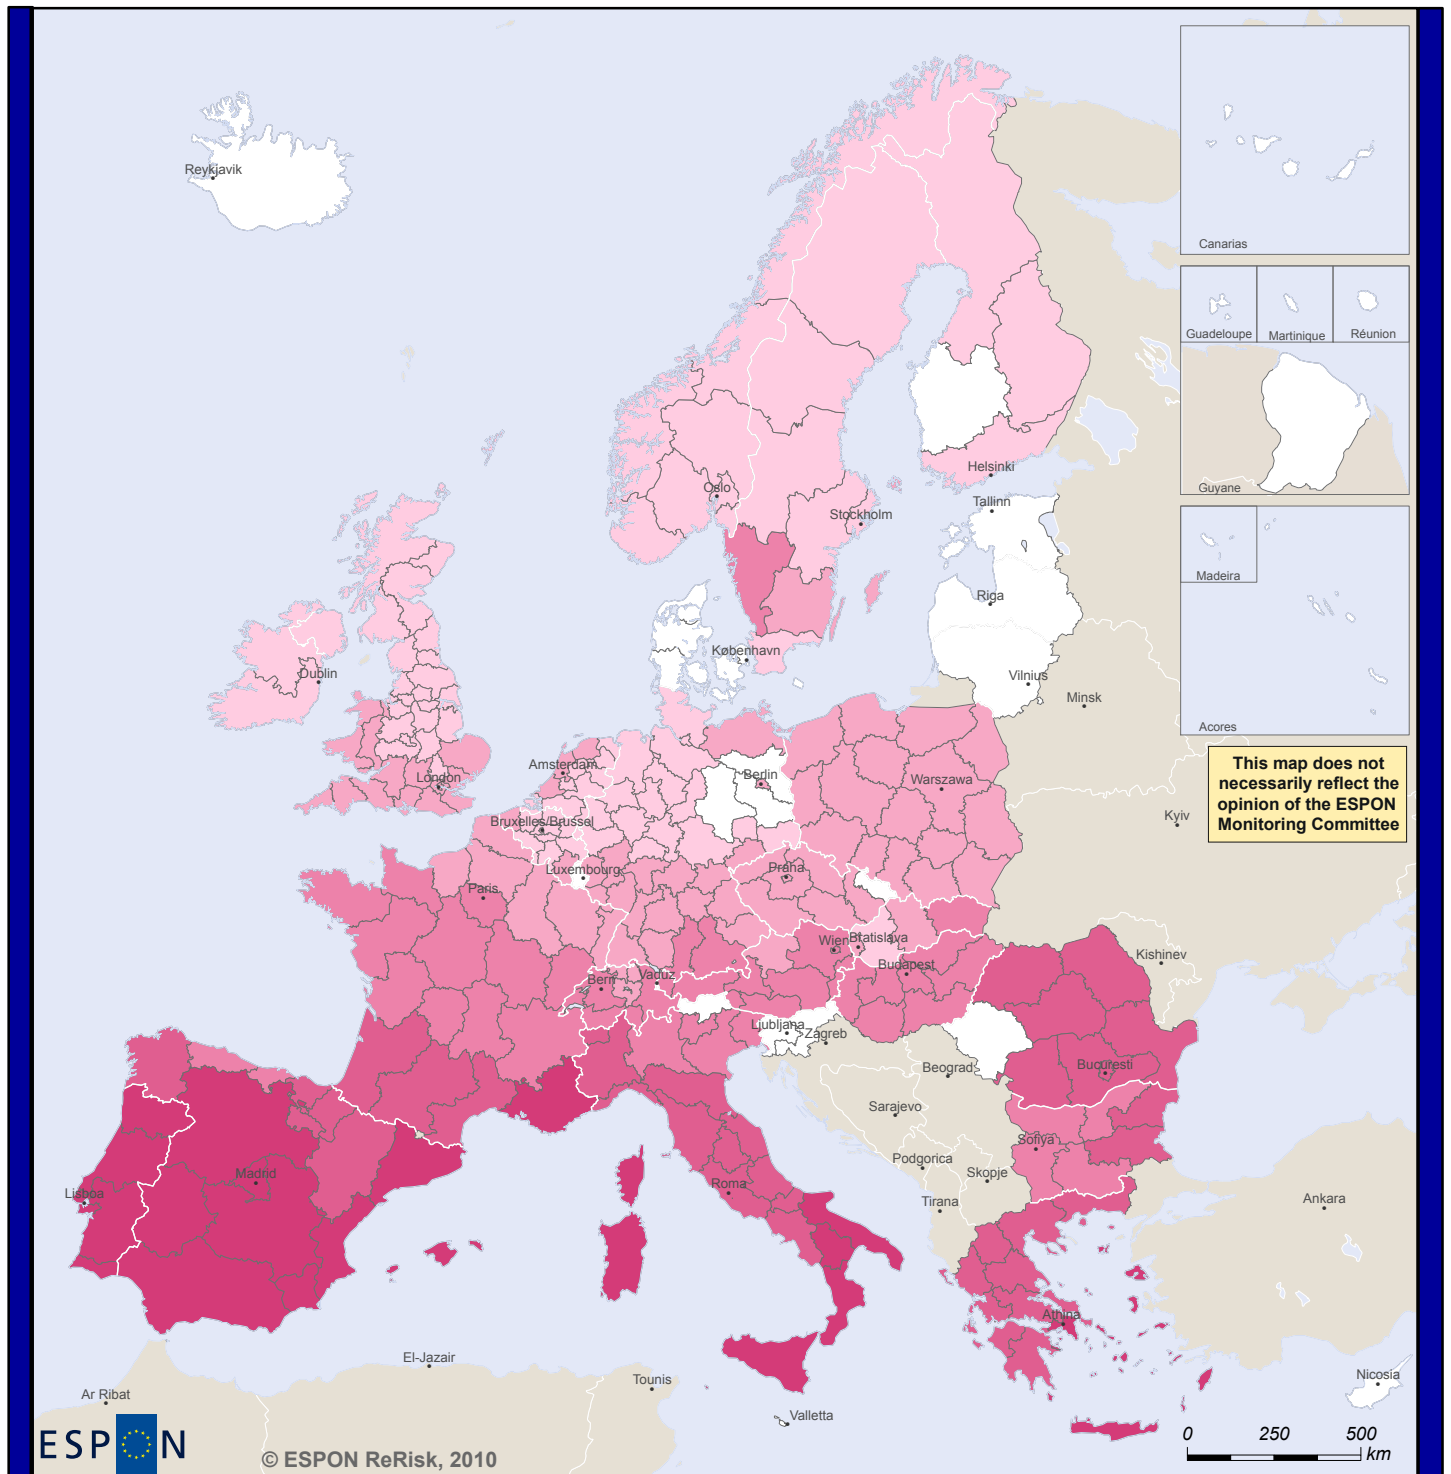 Reykjavik
Canarias
Guadeloupe
Martinique
Réunion
Guyane
Helsinki
Tallinn
Oslo
Stockholm
Madeira
Riga
København
Dublin
Vilnius
Minsk
Acores
This map does not
necessarily reflect the
opinion of the ESPON
Monitoring Committee
Amsterdam
London
Berlin
Warszawa
Kyiv
Bruxelles/Brussel
Luxembourg
Praha
Paris
Wien
Bratislava
Kishinev
Bern
Vaduz
Budapest
Ljubljana
Zagreb
Beograd
Bucuresti
Sarajevo
Sofiya
Podgorica
Skopje
Madrid
Roma
Lisboa
Tirana
Ankara
Athina
El-Jazair
Tounis
Nicosia
Ar Ribat
Valletta
ESPON
© ESPON ReRisk, 2010
0 250 500
km